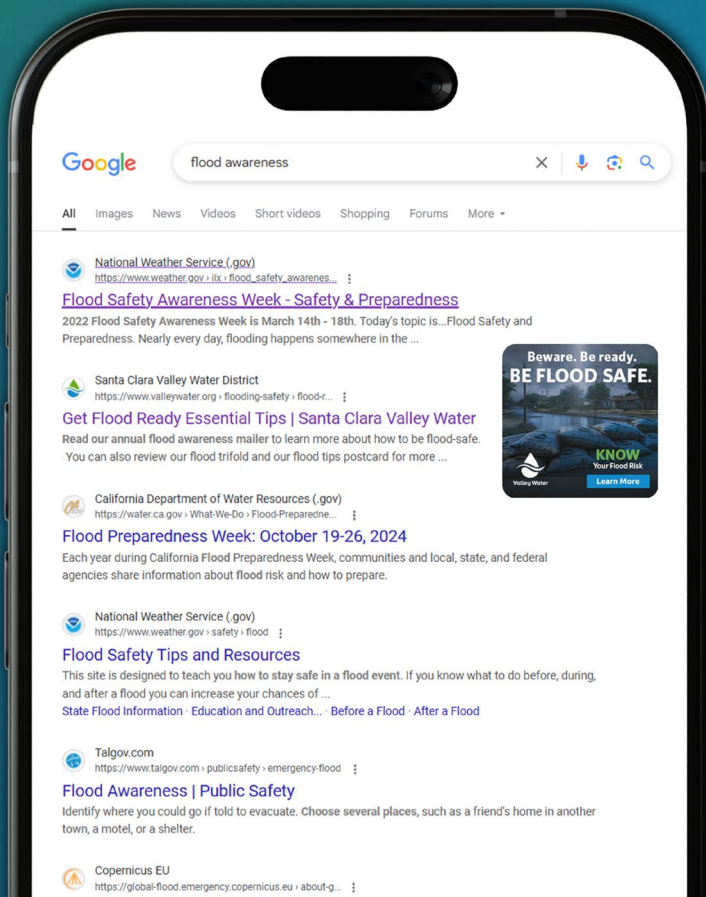 Google
flood awareness
All Images News Videos Short videos Shopping Forums More
National Weather Service (.gov)
https://www.weather.gov › ilx › flood_safety_awarenes...
Flood Safety Awareness Week - Safety & Preparedness
2022 Flood Safety Awareness Week is March 14th - 18th. Today's topic is...Flood Safety and
Preparedness. Nearly every day, flooding happens somewhere in the ...
Santa Clara Valley Water District
https://www.valleywater.org › flooding-safety › flood-r...
Get Flood Ready Essential Tips | Santa Clara Valley Water
Read our annual flood awareness mailer to learn more about how to be flood-safe.
You can also review our flood trifold and our flood tips postcard for more ...
Beware. Be ready.
BE FLOOD SAFE.
KNOW
Your Flood Risk
Valley Water
Learn More
California Department of Water Resources (.gov)
https://water.ca.gov › What-We-Do › Flood-Preparedne...
Flood Preparedness Week: October 19-26, 2024
Each year during California Flood Preparedness Week, communities and local, state, and federal
agencies share information about flood risk and how to prepare.
National Weather Service (.gov)
https://www.weather.gov › safety › flood
Flood Safety Tips and Resources
This site is designed to teach you how to stay safe in a flood event. If you know what to do before, during,
and after a flood you can increase your chances of ...
State Flood Information · Education and Outreach... · Before a Flood · After a Flood
Talgov.com
https://www.talgov.com › publicsafety › emergency-flood
Flood Awareness | Public Safety
Identify where you could go if told to evacuate. Choose several places, such as a friend's home in another
town, a motel, or a shelter.
Copernicus EU
https://global-flood.emergency.copernicus.eu › about-g...